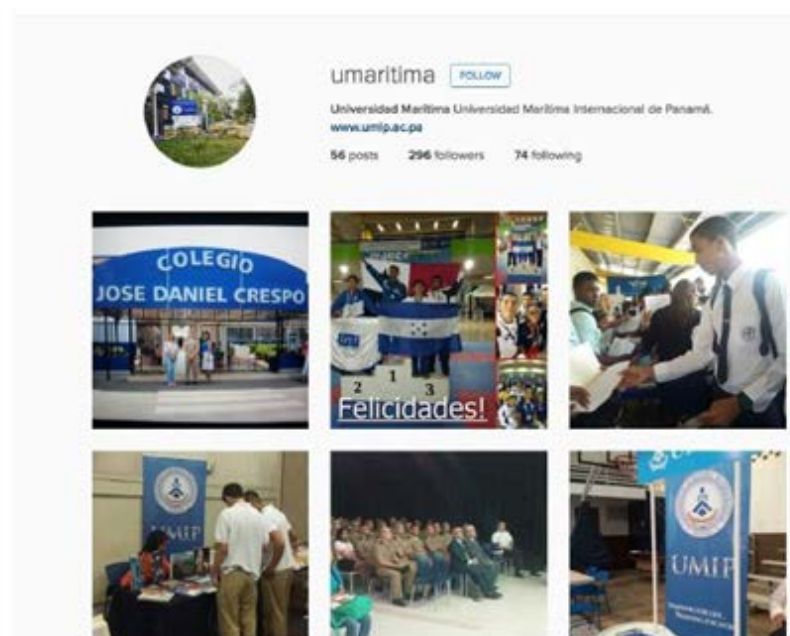 umaritima FOLLOW
Universidad Marítima Universidad Marítima Internacional de Panamá.
www.umip.ac.pa
56 posts 296 followers 74 following
COLEGIO
JOSE DANIEL CRESPO
UMIP
2 1 3
Felicidades!
UMIP
UMIP